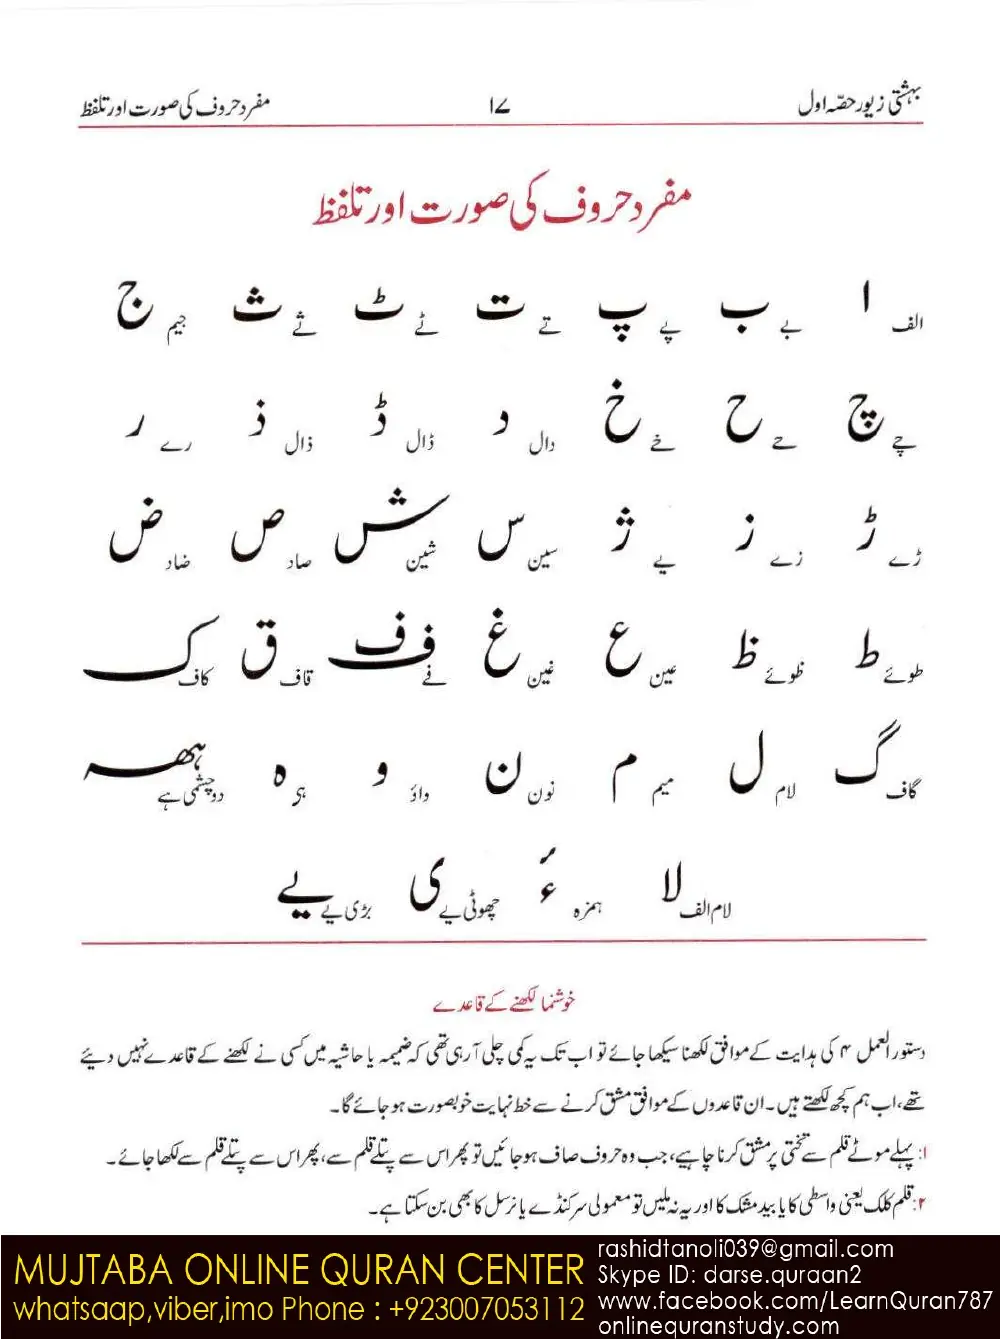 بہشتی زیور حصّہ اول ۱۷ مفرد حروف کی صورت اور تلفظ
مفرد حروف کی صورت اور تلفظ
ا الف ب بے پ پے ت تے ٹ ٹے ث ثے ج جیم
چ چے ح حے خ خے د دال ڈ ڈال ذ ذال ر رے
ڑ ڑے ز زے ژ یے س سین ش شین ص صاد ض ضاد
ط طوئے ظ ظوئے ع عین غ غین ف ف فے ق قاف ک کاف
گ گاف ل لام م میم ن نون و واؤ ہ ہو ھ دوچشمی ہے
لا لام الف ء ہمزہ ی چھوٹی یے ے بڑی یے
خوشنما لکھنے کے قاعدے
دستور العمل ۴ کی ہدایت کے موافق لکھنا سیکھا جائے تو اب تک یہ کمی چلی آرہی تھی کہ ضمیمہ یا حاشیہ میں کسی نے لکھنے کے قاعدے نہیں دیئے
تھے، اب ہم کچھ لکھتے ہیں۔ ان قاعدوں کے موافق مشق کرنے سے خط نہایت خوبصورت ہو جائے گا۔
۱: پہلے موٹے قلم سے تختی پر مشق کرنا چاہیے، جب وہ حروف صاف ہو جائیں تو پھر اس سے پتلے قلم سے، پھر اس سے پتلے قلم سے لکھا جائے۔
۲: قلم کلک یعنی واسطی کا یا بید مشک کا اور یہ نہ ملیں تو معمولی سرکنڈے یا نرسل کا بھی بن سکتا ہے۔
MUJTABA ONLINE QURAN CENTER
whatsaap,viber,imo Phone : +923007053112
rashidtanoli039@gmail.com
Skype ID: darse.quraan2
www.facebook.com/LearnQuran787
onlinequranstudy.com